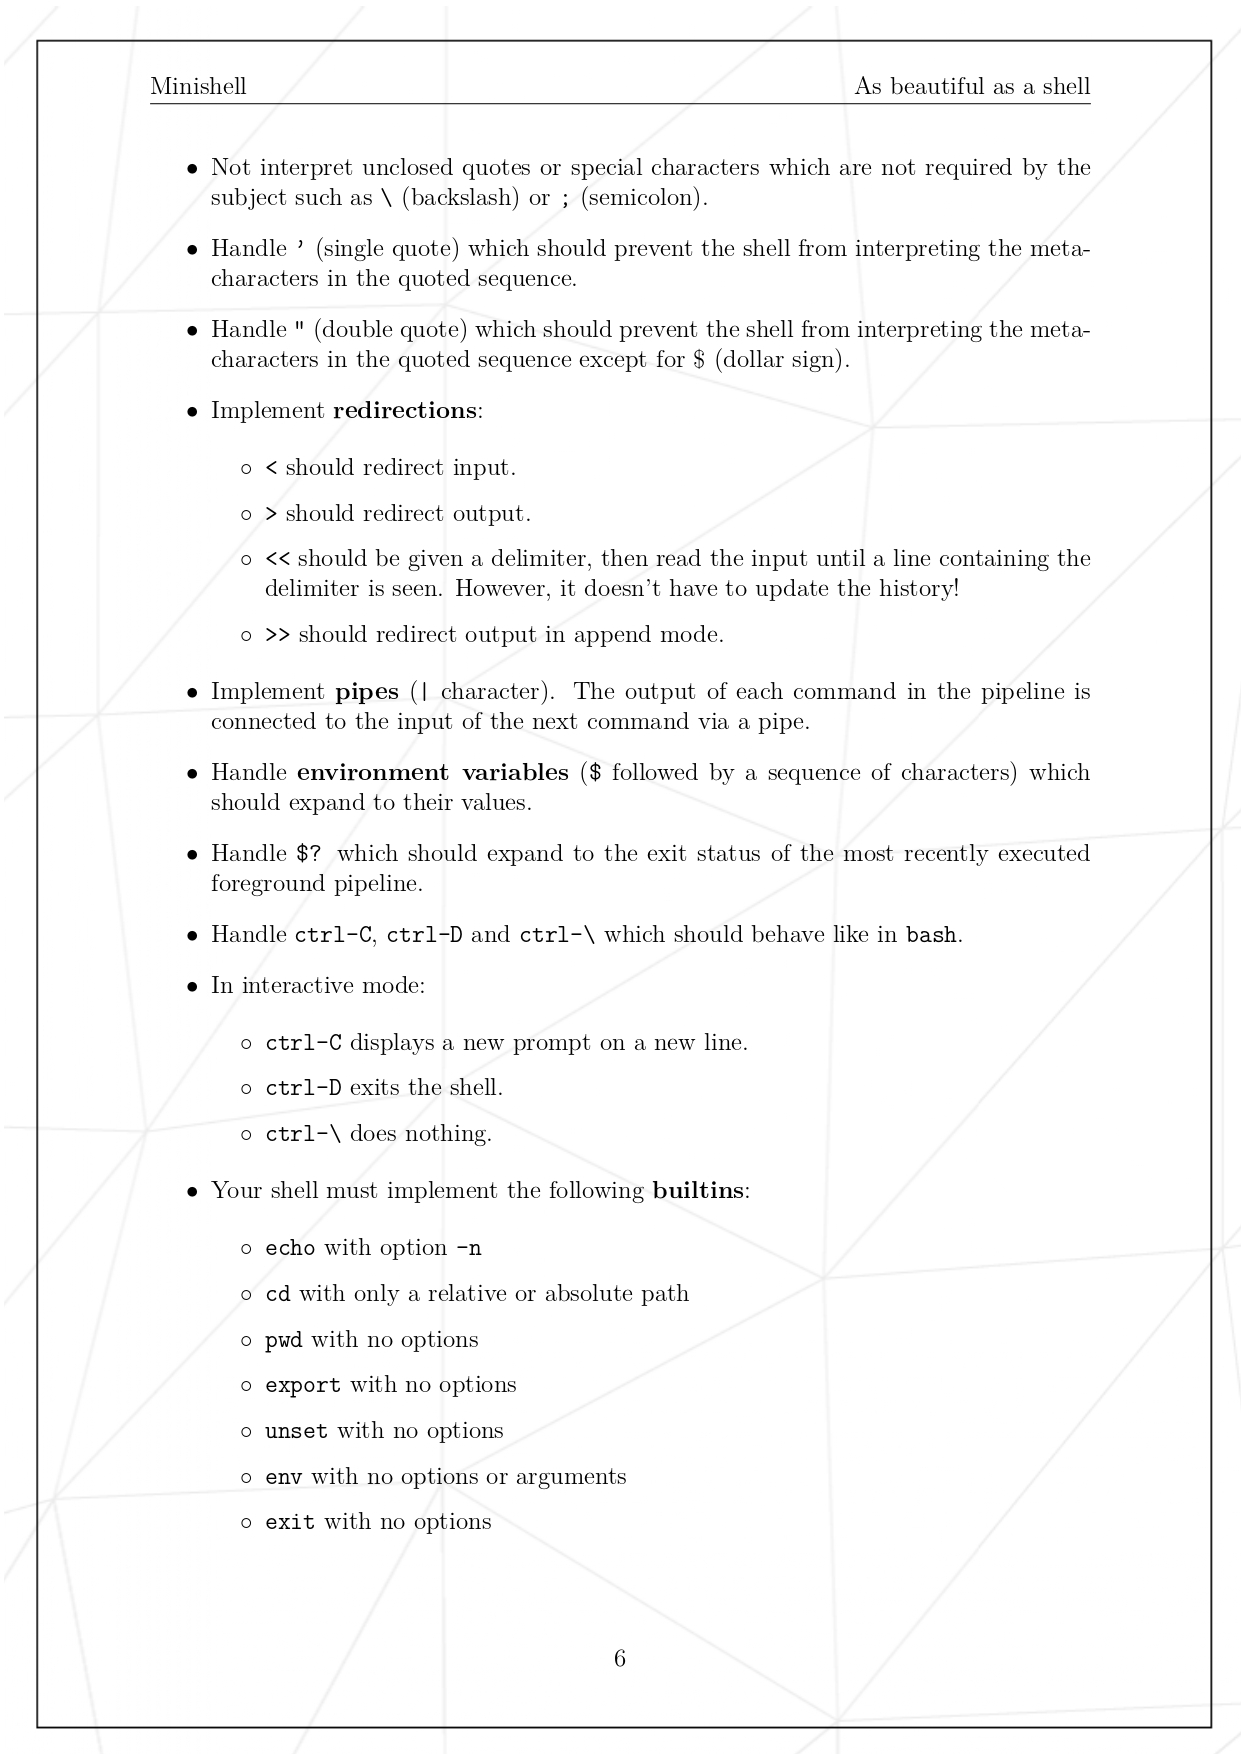 Minishell
As beautiful as a shell
• Not interpret unclosed quotes or special characters which are not required by the
subject such as \ (backslash) or ; (semicolon).
• Handle ' (single quote) which should prevent the shell from interpreting the meta-
characters in the quoted sequence.
• Handle " (double quote) which should prevent the shell from interpreting the meta-
characters in the quoted sequence except for $ (dollar sign).
• Implement redirections:
◦ < should redirect input.
◦ > should redirect output.
◦ << should be given a delimiter, then read the input until a line containing the
delimiter is seen. However, it doesn't have to update the history!
◦ >> should redirect output in append mode.
• Implement pipes (| character). The output of each command in the pipeline is
connected to the input of the next command via a pipe.
• Handle environment variables ($ followed by a sequence of characters) which
should expand to their values.
• Handle $? which should expand to the exit status of the most recently executed
foreground pipeline.
• Handle ctrl-C, ctrl-D and ctrl-\ which should behave like in bash.
• In interactive mode:
◦ ctrl-C displays a new prompt on a new line.
◦ ctrl-D exits the shell.
◦ ctrl-\ does nothing.
• Your shell must implement the following builtins:
◦ echo with option -n
◦ cd with only a relative or absolute path
◦ pwd with no options
◦ export with no options
◦ unset with no options
◦ env with no options or arguments
◦ exit with no options
6